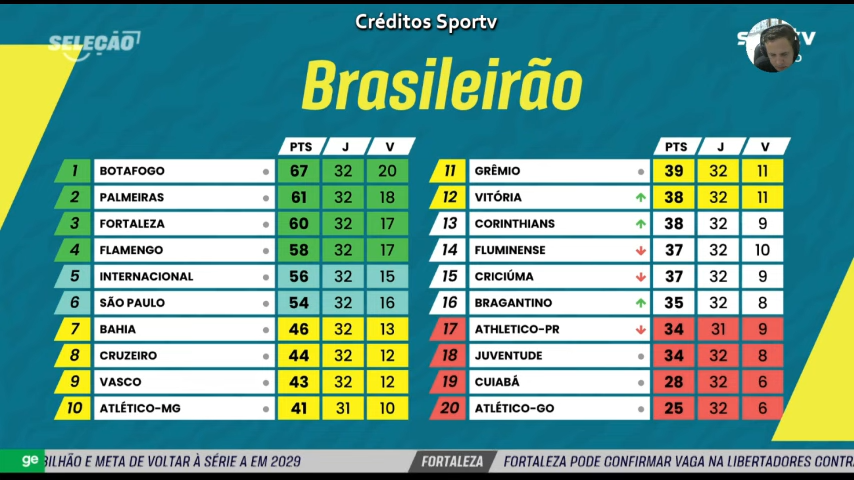 Créditos Sportv
SELEÇÃO
Brasileirão
PTS J V
1 BOTAFOGO 67 32 20
2 PALMEIRAS 61 32 18
3 FORTALEZA 60 32 17
4 FLAMENGO 58 32 17
5 INTERNACIONAL 56 32 15
6 SÃO PAULO 54 32 16
7 BAHIA 46 32 13
8 CRUZEIRO 44 32 12
9 VASCO 43 32 12
10 ATLÉTICO-MG 41 31 10
PTS J V
11 GRÊMIO 39 32 11
12 VITÓRIA 38 32 11
13 CORINTHIANS 38 32 9
14 FLUMINENSE 37 32 10
15 CRICIÚMA 37 32 9
16 BRAGANTINO 35 32 8
17 ATHLETICO-PR 34 31 9
18 JUVENTUDE 34 32 8
19 CUIABÁ 28 32 6
20 ATLÉTICO-GO 25 32 6
ge BILHÃO E META DE VOLTAR À SÉRIE A EM 2029 FORTALEZA FORTALEZA PODE CONFIRMAR VAGA NA LIBERTADORES CONTR